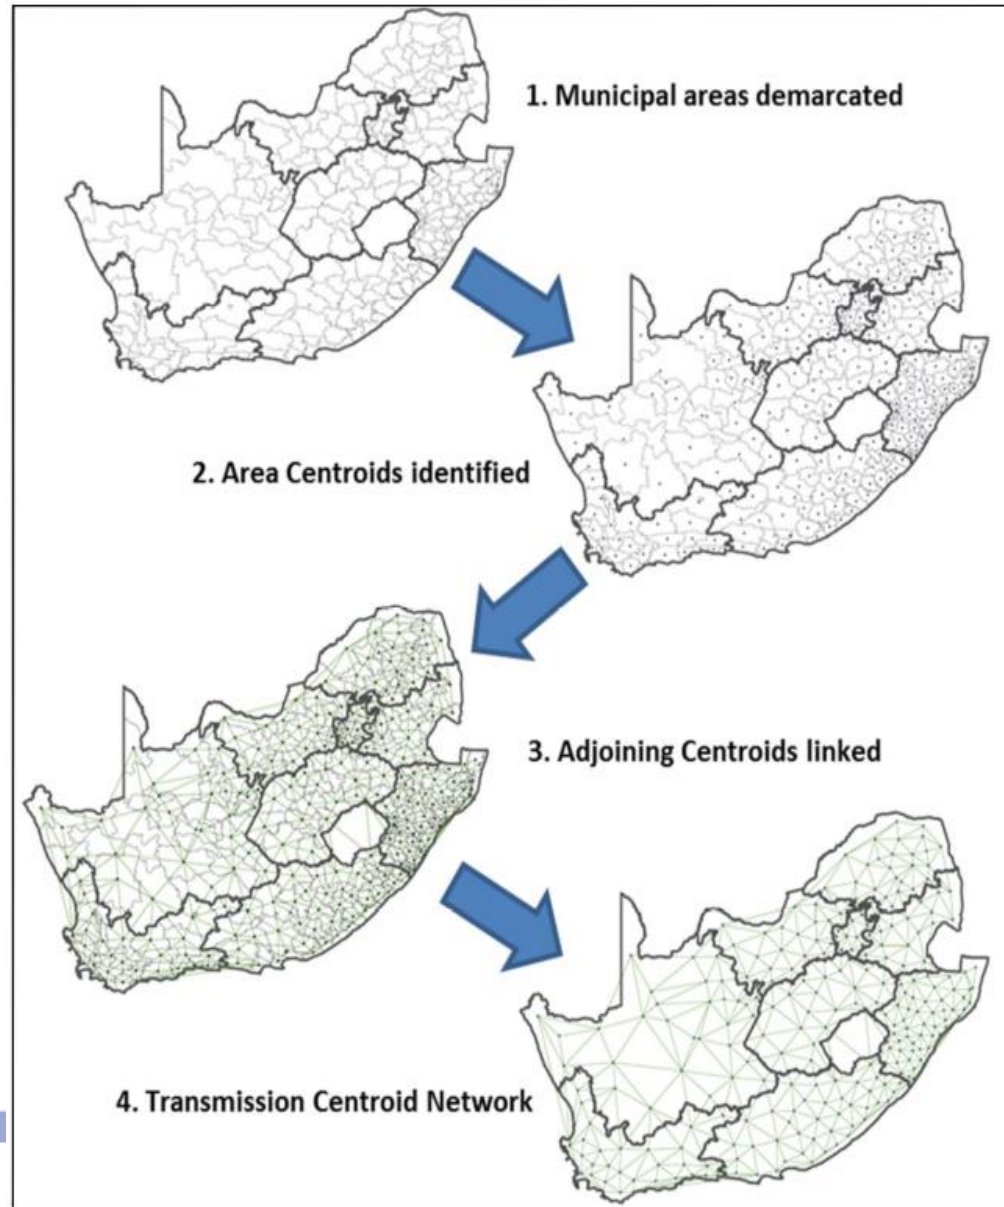 1. Municipal areas demarcated
2. Area Centroids identified
3. Adjoining Centroids linked
4. Transmission Centroid Network